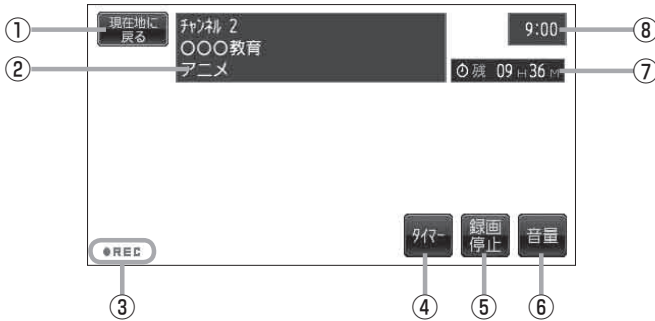 ①
現在地に
戻る
チャンネル 2
○○○教育
アニメ
②
9:00
⑧
残 09 H 36 M
⑦
●REC
③
タイマー
④
録画
停止
⑤
音量
⑥